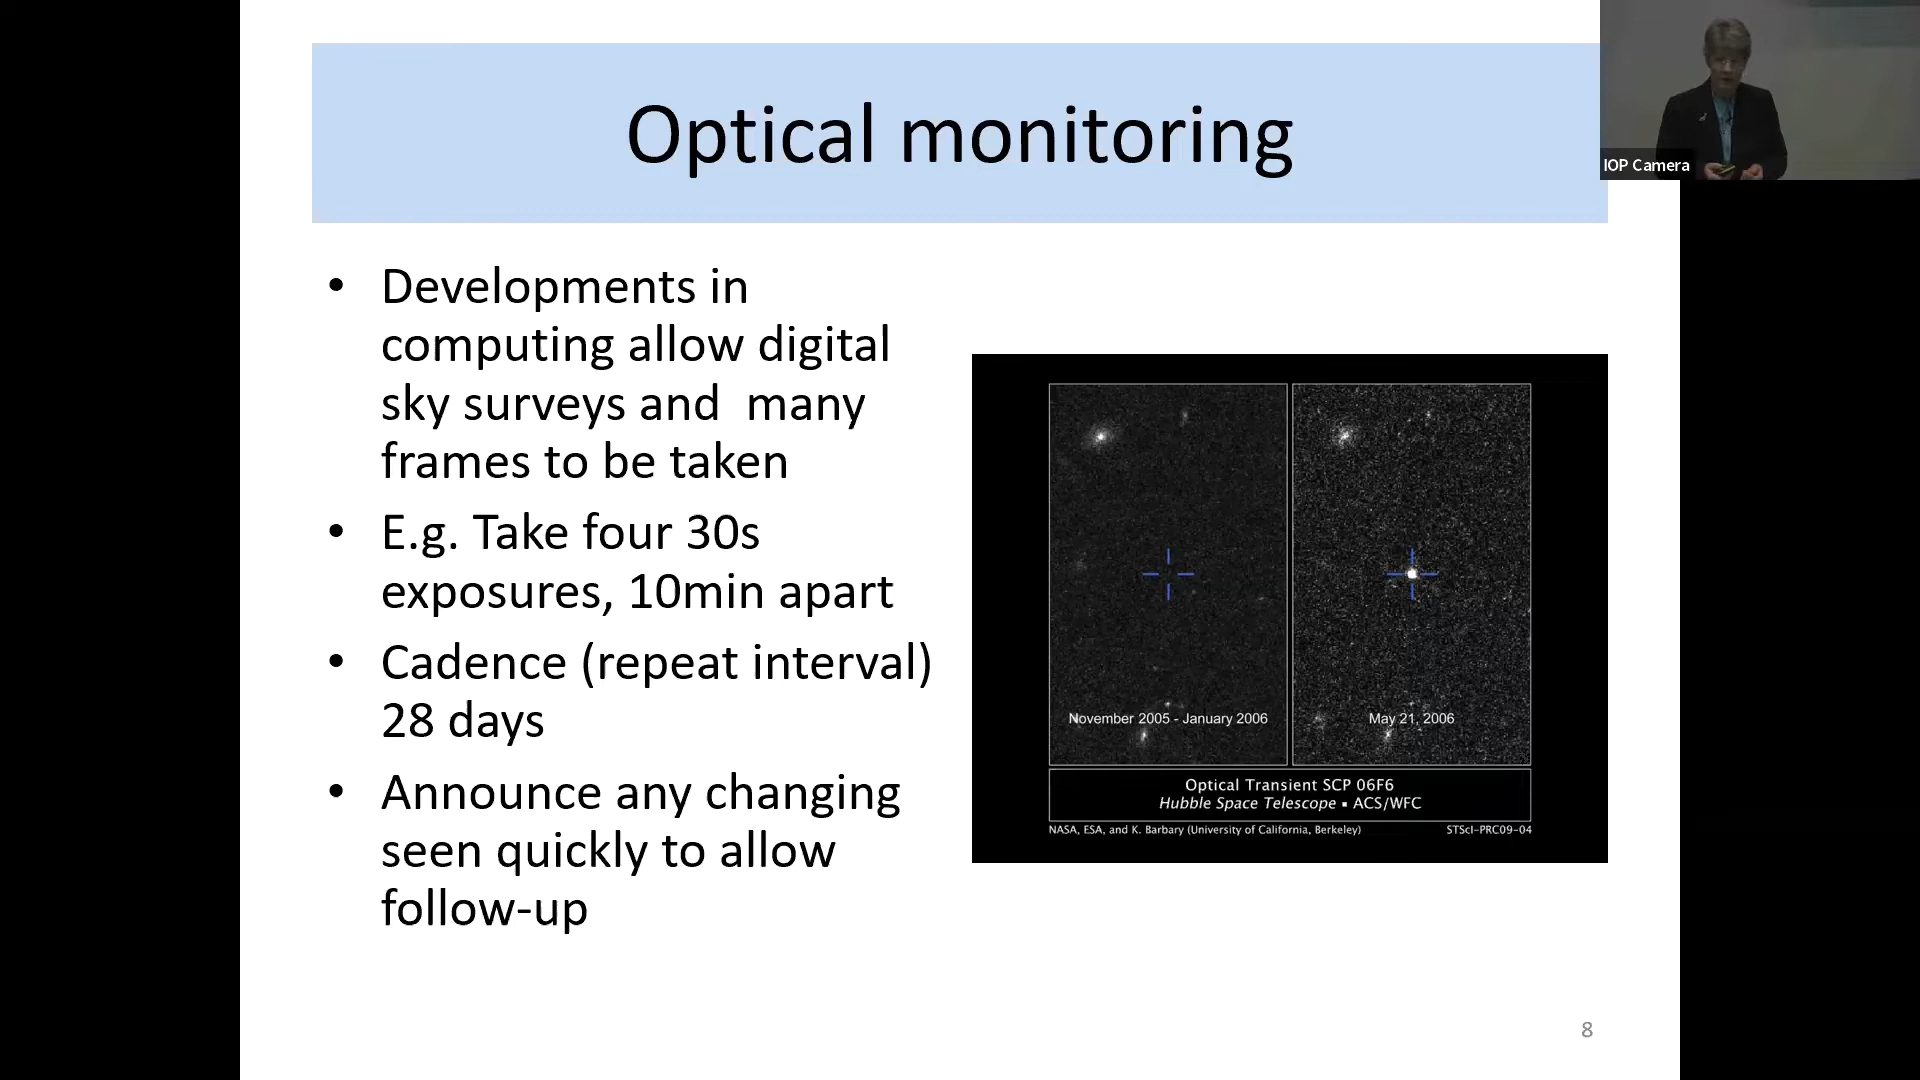 Optical monitoring
IOP Camera
• Developments in
computing allow digital
sky surveys and  many
frames to be taken
• E.g. Take four 30s
exposures, 10min apart
• Cadence (repeat interval)
28 days
• Announce any changing
seen quickly to allow
follow-up
November 2005 - January 2006
May 21, 2006
Optical Transient SCP 06F6
Hubble Space Telescope ▪ ACS/WFC
NASA, ESA, and K. Barbary (University of California, Berkeley)
STScI-PRC09-04
8